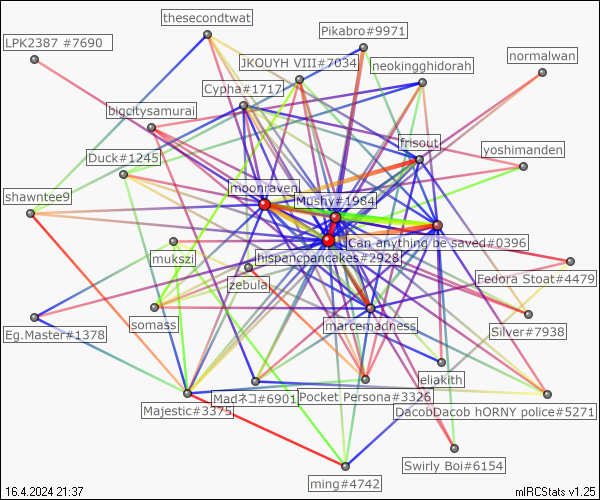 thesecondtwat
Pikabro#9971
LPK2387 #7690
normalwan
JKOUYH VIII#7034
neokingghidorah
Cypha#1717
bigcitysamurai
frisout
yoshimanden
Duck#1245
moonraven
shawntee9
Mushy#1984
Can anything be saved#0396
mukszi
hispancpancakes#2928
zebula
Fedora Stoat#4479
somass
marcemadness
Silver#7938
Eg.Master#1378
eliakith
Majestic#3375
Madネコ#6901
Pocket Persona#3326
DacobDacob hORNY police#5271
Swirly Boi#6154
ming#4742
16.4.2024 21:37
mIRCStats v1.25